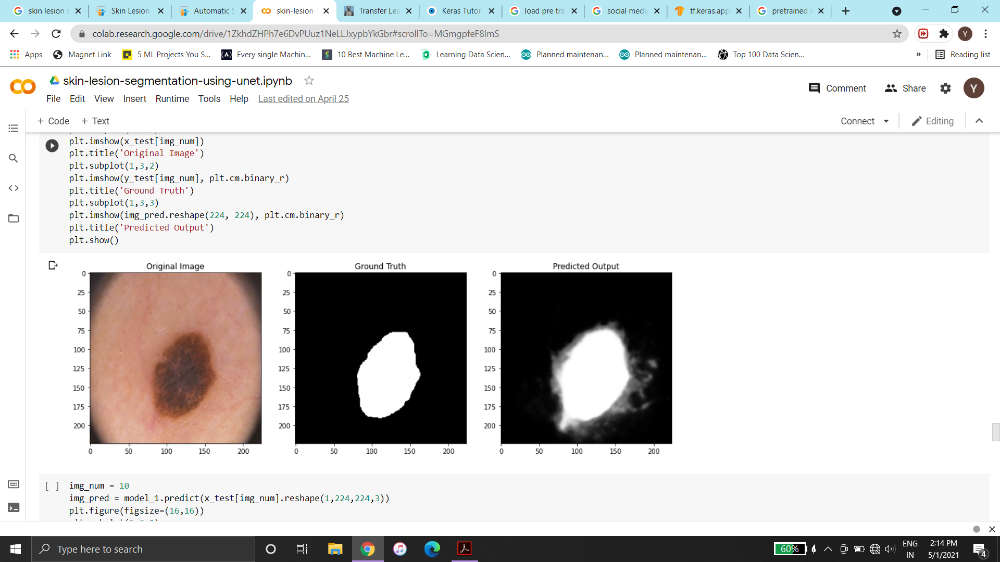 skin lesion s
Skin Lesion
Automatic S
skin-lesion-
Transfer Lea
Keras Tutori
load pre tra
social medi
tf.keras.app
pretrained
colab.research.google.com/drive/1ZkhdZHPh7e6DvPUuz1NeLLJxypbYkGbr#scrollTo=MGmgpfeF8ImS
Y
Apps
Magnet Link
5 ML Projects You S...
Every single Machin...
10 Best Machine Le...
Learning Data Scien...
Planned maintenan...
Planned maintenan...
Top 100 Data Scien...
»
Reading list
skin-lesion-segmentation-using-unet.ipynb
Comment
Share
Y
File Edit View Insert Runtime Tools Help Last edited on April 25
+ Code + Text
Connect
Editing
plt.imshow(x_test[img_num])
plt.title('Original Image')
plt.subplot(1,3,2)
plt.imshow(y_test[img_num], plt.cm.binary_r)
plt.title('Ground Truth')
plt.subplot(1,3,3)
plt.imshow(img_pred.reshape(224, 224), plt.cm.binary_r)
plt.title('Predicted Output')
plt.show()
Original Image
0
25
50
75
100
125
150
175
200
0 50 100 150 200
Ground Truth
0
25
50
75
100
125
150
175
200
0 50 100 150 200
Predicted Output
0
25
50
75
100
125
150
175
200
0 50 100 150 200
[ ]
img_num = 10
img_pred = model_1.predict(x_test[img_num].reshape(1,224,224,3))
plt.figure(figsize=(16,16))
Type here to search
60%
ENG
IN
2:14 PM
5/1/2021
4